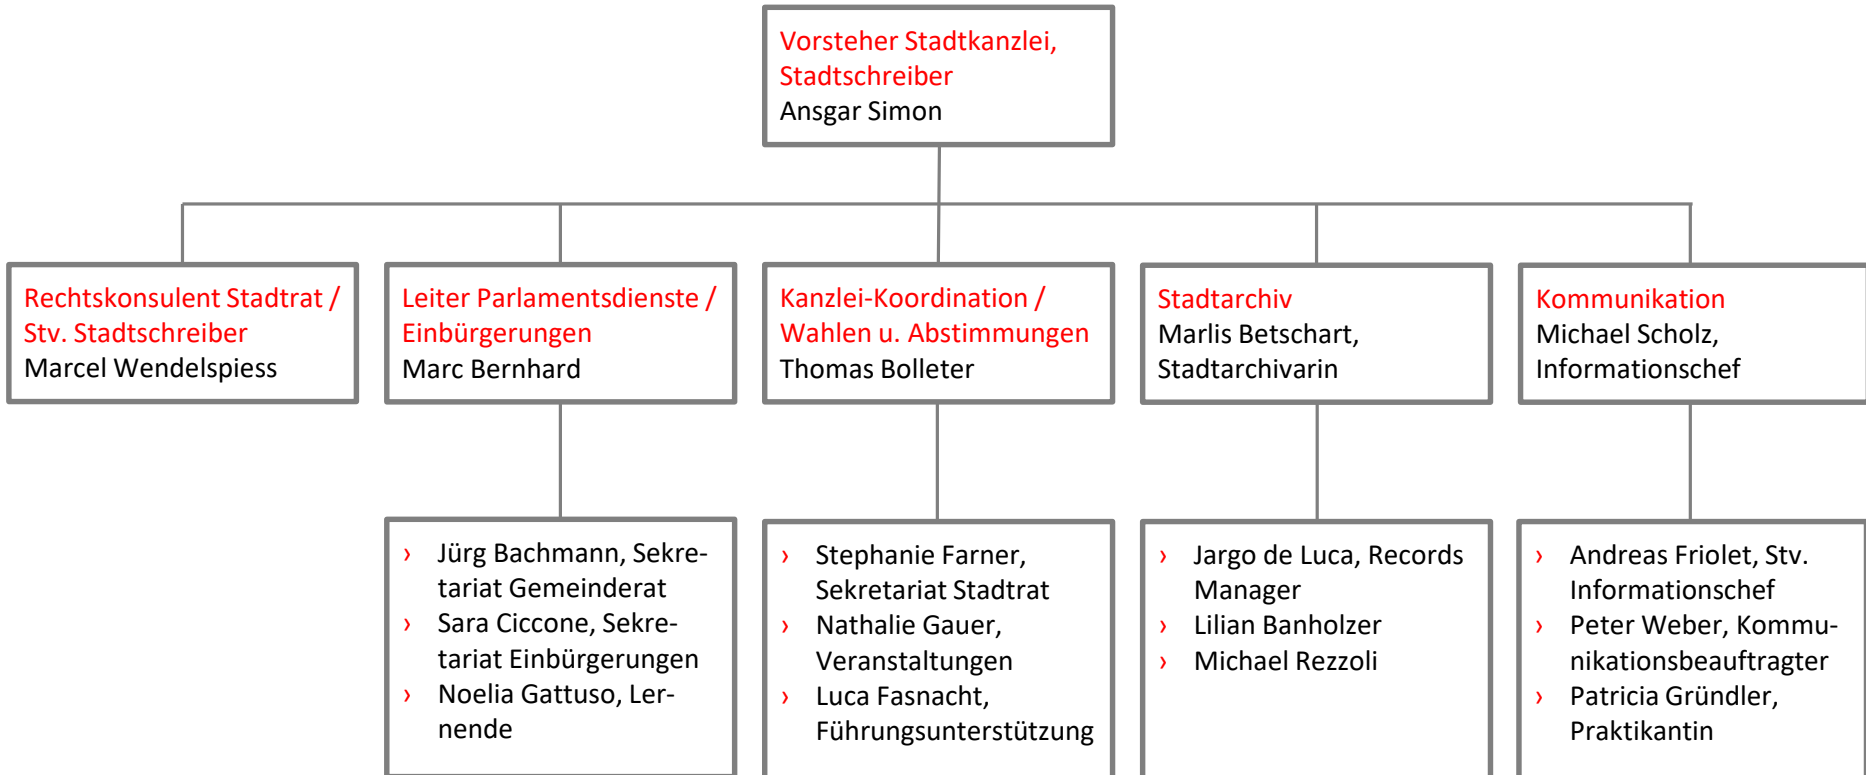 Vorsteher Stadtkanzlei,
Stadtschreiber
Ansgar Simon
Rechtskonsulent Stadtrat /
Stv. Stadtschreiber
Marcel Wendelspiess
Leiter Parlamentsdienste /
Einbürgerungen
Marc Bernhard
Kanzlei-Koordination /
Wahlen u. Abstimmungen
Thomas Bolleter
Stadtarchiv
Marlis Betschart,
Stadtarchivarin
Kommunikation
Michael Scholz,
Informationschef
› Jürg Bachmann, Sekre-
tariat Gemeinderat
› Sara Ciccone, Sekre-
tariat Einbürgerungen
› Noelia Gattuso, Ler-
nende
› Stephanie Farner,
Sekretariat Stadtrat
› Nathalie Gauer,
Veranstaltungen
› Luca Fasnacht,
Führungsunterstützung
› Jargo de Luca, Records
Manager
› Lilian Banholzer
› Michael Rezzoli
› Andreas Friolet, Stv.
Informationschef
› Peter Weber, Kommu-
nikationsbeauftragter
› Patricia Gründler,
Praktikantin